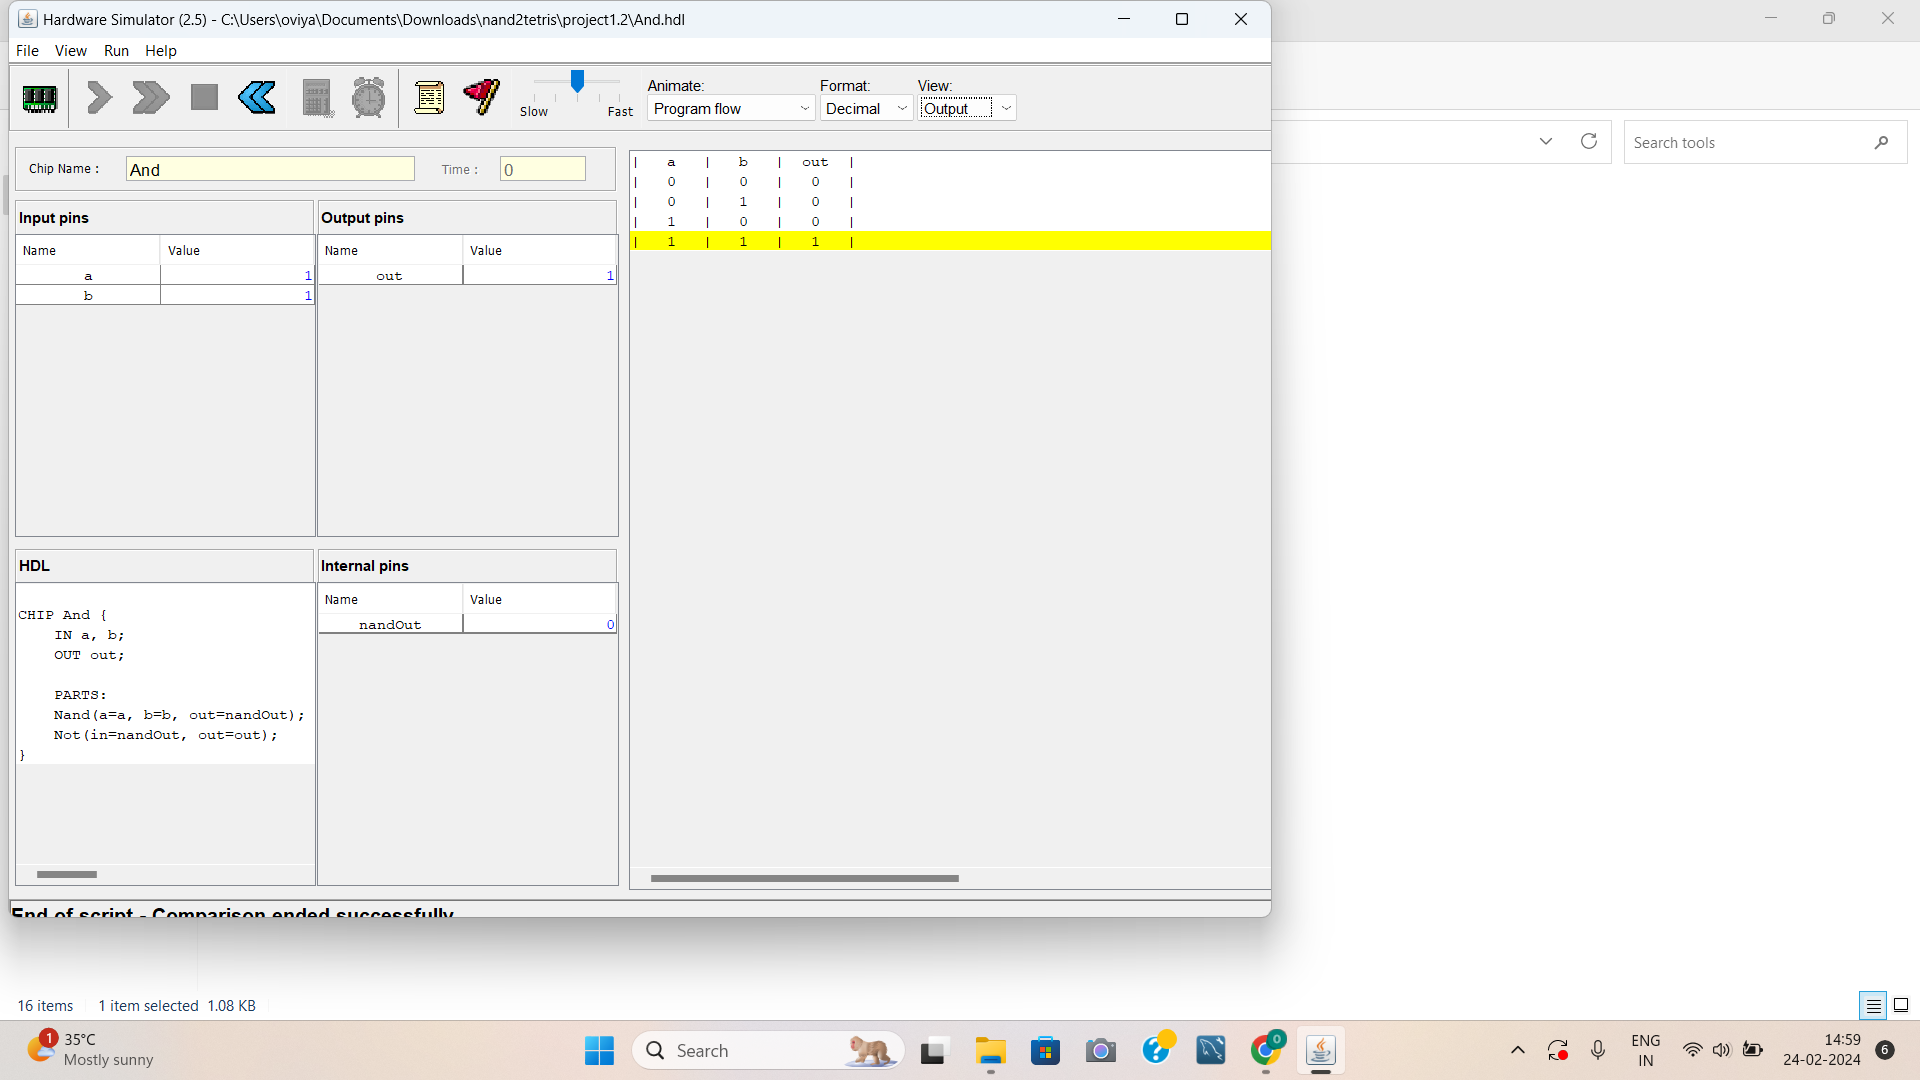 Hardware Simulator (2.5) - C:\Users\oviya\Documents\Downloads\nand2tetris\project1.2\And.hdl
File View Run Help
Slow Fast
Animate: Format: View:
Program flow Decimal Output
Search tools
Chip Name : And Time : 0
Input pins
Name Value
a 1
b 1
Output pins
Name Value
out 1
| a | b | out |
| 0 | 0 | 0 |
| 0 | 1 | 0 |
| 1 | 0 | 0 |
| 1 | 1 | 1 |
HDL
CHIP And {
IN a, b;
OUT out;
PARTS:
Nand(a=a, b=b, out=nandOut);
Not(in=nandOut, out=out);
}
Internal pins
Name Value
nandOut 0
End of script - Comparison ended successfully
16 items 1 item selected 1.08 KB
1
35°C
Mostly sunny
Search
0
ENG
IN
14:59
24-02-2024
6